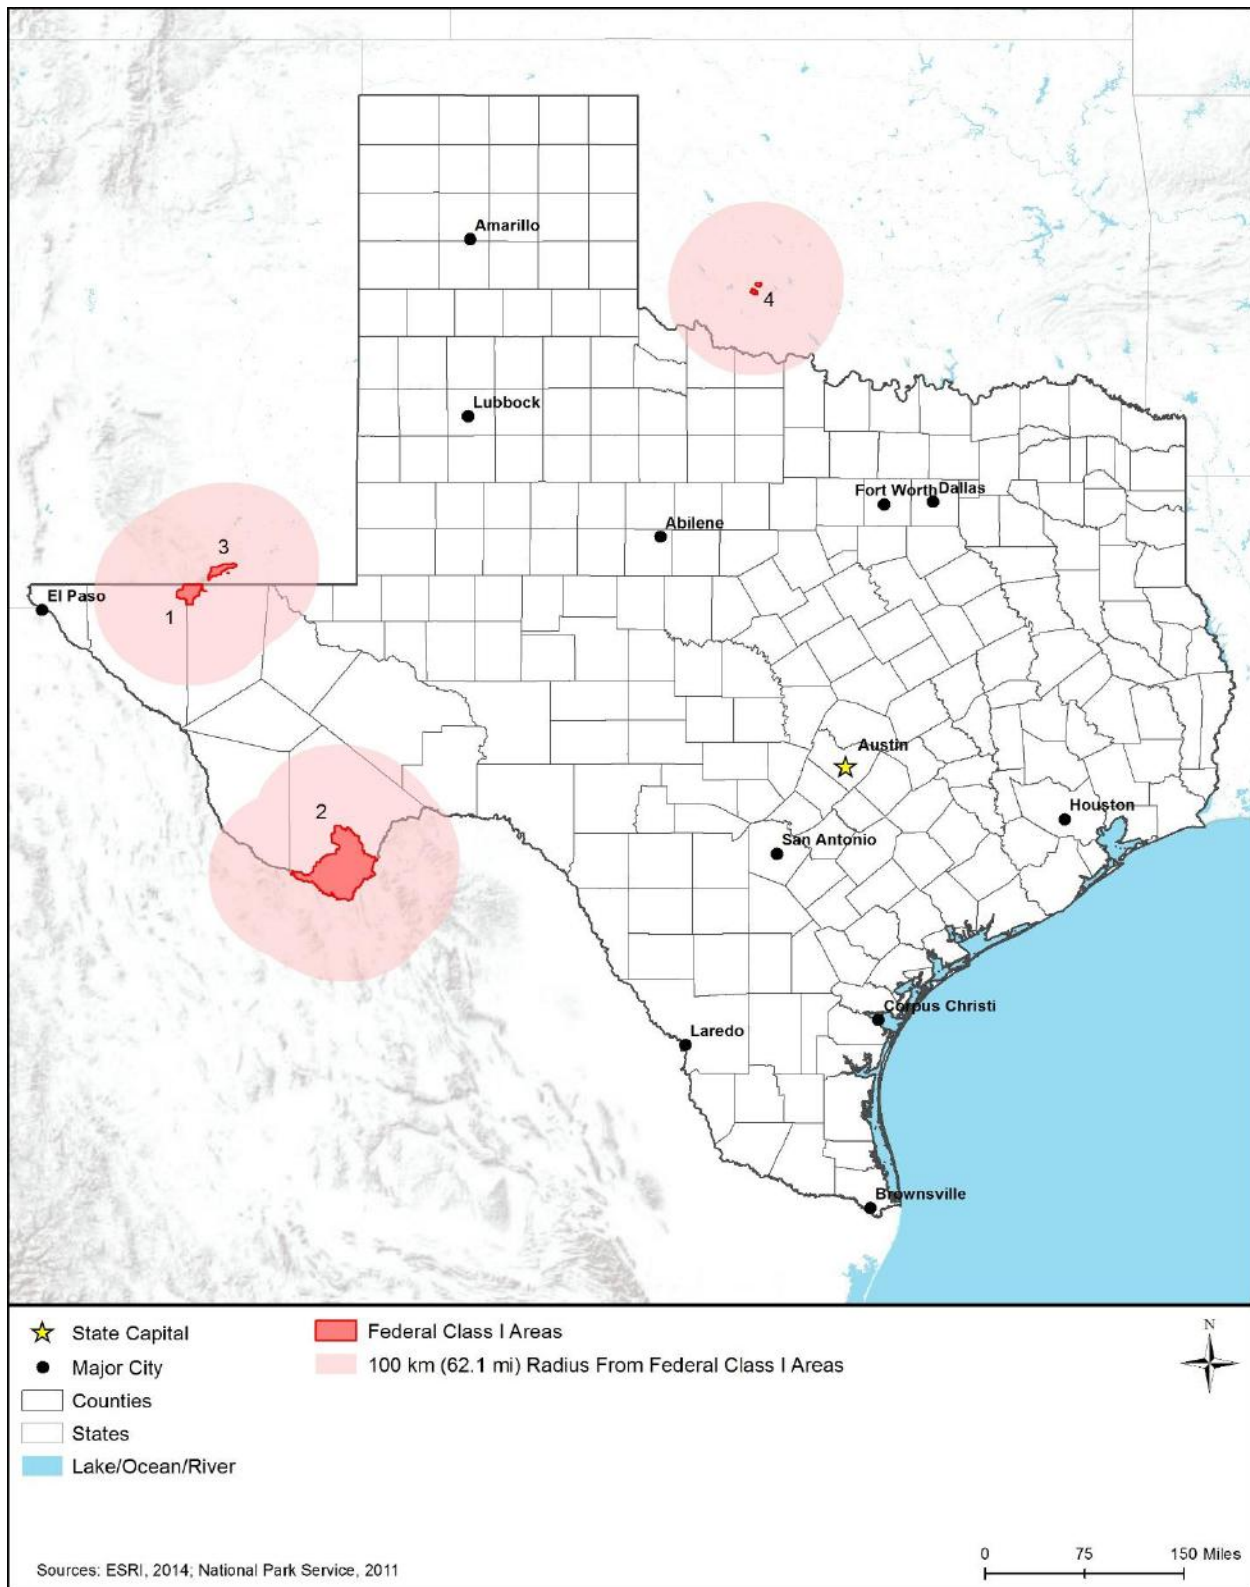 Amarillo
4
Lubbock
Fort Worth Dallas
Abilene
3
El Paso
1
Austin
2
Houston
San Antonio
Corpus Christi
Laredo
Brownsville
State Capital
Federal Class I Areas
N
Major City
100 km (62.1 mi) Radius From Federal Class I Areas
Counties
States
Lake/Ocean/River
0 75 150 Miles
Sources: ESRI, 2014; National Park Service, 2011